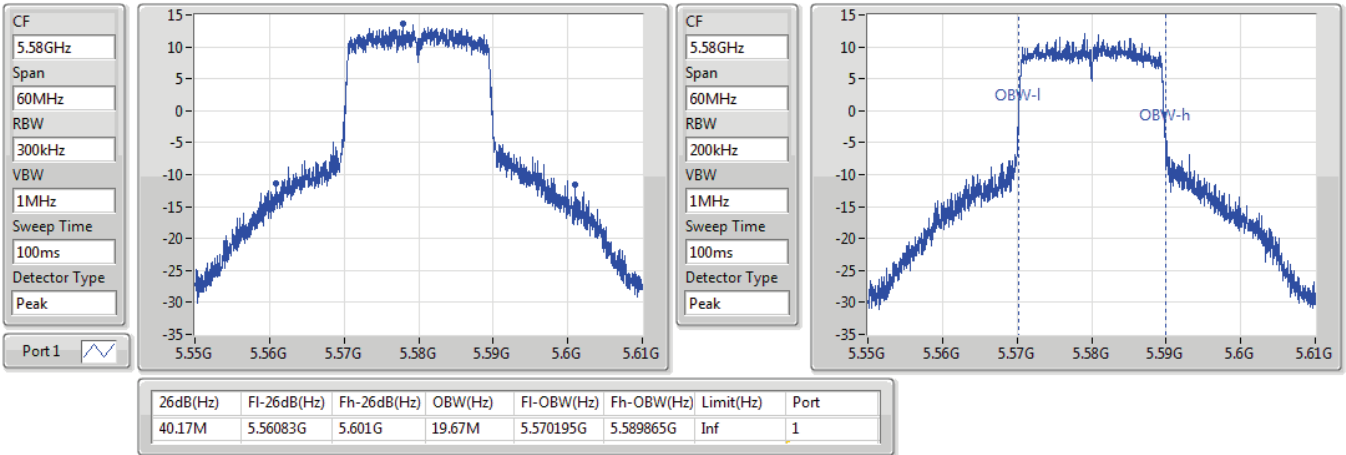 CF
5.58GHz
Span
60MHz
RBW
300kHz
VBW
1MHz
Sweep Time
100ms
Detector Type
Peak
Port 1
15
10
5
0
-5
-10
-15
-20
-25
-30
-35
5.55G 5.56G 5.57G 5.58G 5.59G 5.6G 5.61G
CF
5.58GHz
Span
60MHz
RBW
200kHz
VBW
1MHz
Sweep Time
100ms
Detector Type
Peak
15
10
5
0
-5
-10
-15
-20
-25
-30
-35
OBW-l
OBW-h
5.55G 5.56G 5.57G 5.58G 5.59G 5.6G 5.61G
26dB(Hz) Fl-26dB(Hz) Fh-26dB(Hz) OBW(Hz) Fl-OBW(Hz) Fh-OBW(Hz) Limit(Hz) Port
40.17M 5.56083G 5.601G 19.67M 5.570195G 5.589865G Inf 1